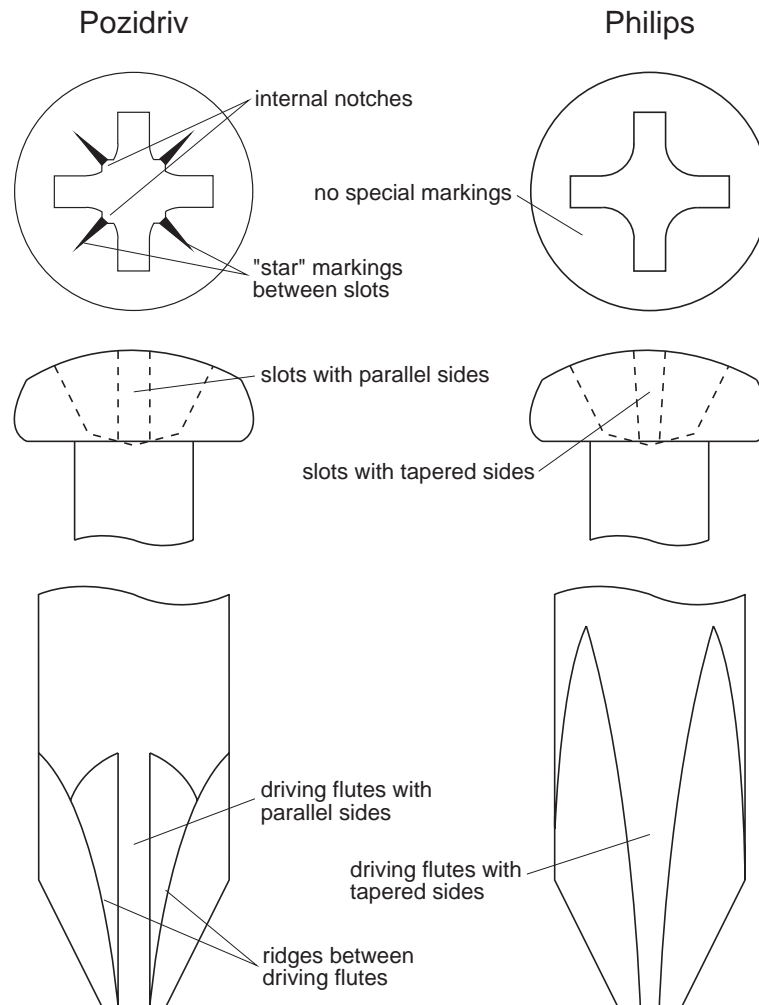 Pozidriv
Philips
internal notches
no special markings
"star" markings
between slots
slots with parallel sides
slots with tapered sides
driving flutes with
parallel sides
driving flutes with
tapered sides
ridges between
driving flutes